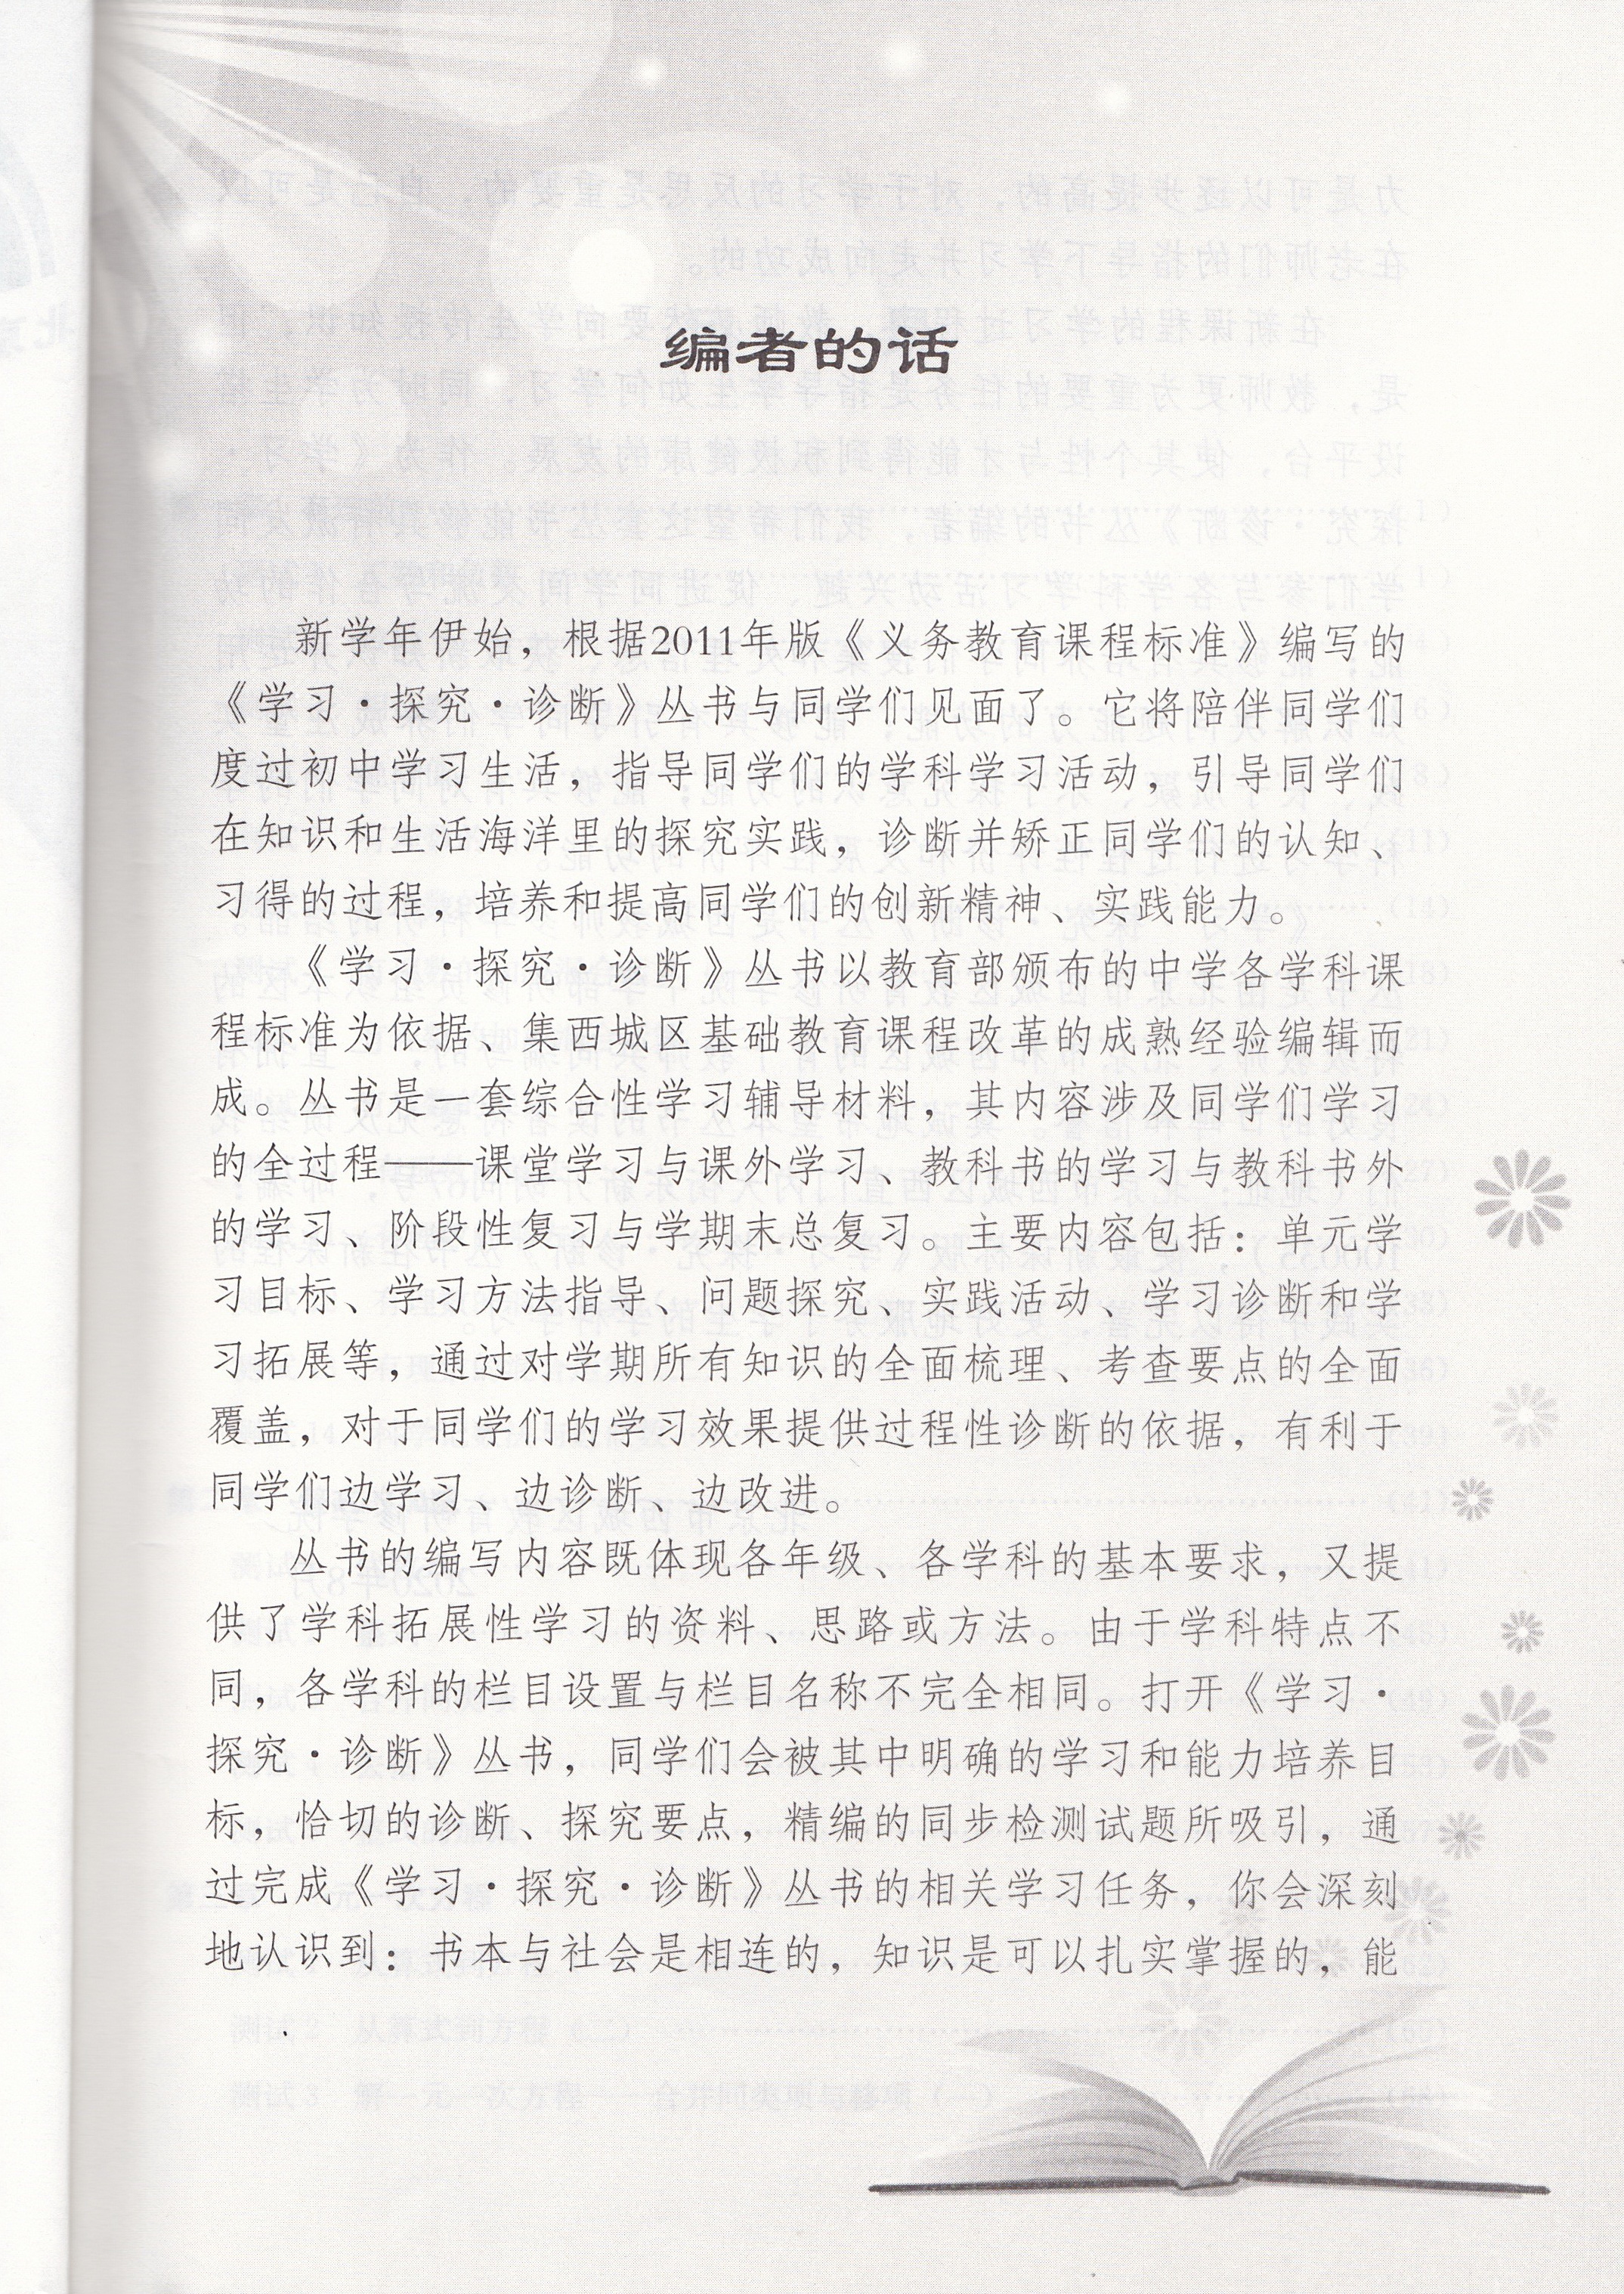 编者的话
新学年伊始，根据2011年版《义务教育课程标准》编写的
《学习·探究·诊断》丛书与同学们见面了。它将陪伴同学们
度过初中学习生活，指导同学们的学科学习活动，引导同学们
在知识和生活海洋里的探究实践，诊断并矫正同学们的认知、
习得的过程，培养和提高同学们的创新精神、实践能力。
《学习·探究·诊断》丛书以教育部颁布的中学各学科课
程标准为依据、集西城区基础教育课程改革的成熟经验编辑而
成。丛书是一套综合性学习辅导材料，其内容涉及同学们学习
的全过程——课堂学习与课外学习、教科书的学习与教科书外
的学习、阶段性复习与学期末总复习。主要内容包括：单元学
习目标、学习方法指导、问题探究、实践活动、学习诊断和学
习拓展等，通过对学期所有知识的全面梳理、考查要点的全面
覆盖，对于同学们的学习效果提供过程性诊断的依据，有利于
同学们边学习、边诊断、边改进。
丛书的编写内容既体现各年级、各学科的基本要求，又提
供了学科拓展性学习的资料、思路或方法。由于学科特点不
同，各学科的栏目设置与栏目名称不完全相同。打开《学习·
探究·诊断》丛书，同学们会被其中明确的学习和能力培养目
标，恰切的诊断、探究要点，精编的同步检测试题所吸引，通
过完成《学习·探究·诊断》丛书的相关学习任务，你会深刻
地认识到：书本与社会是相连的，知识是可以扎实掌握的，能